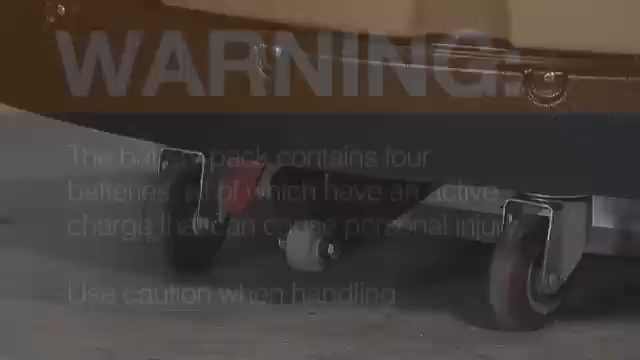 WARNING:
The battery pack contains four
batteries, all of which have an active
charge that can cause personal injury.
Use caution when handling